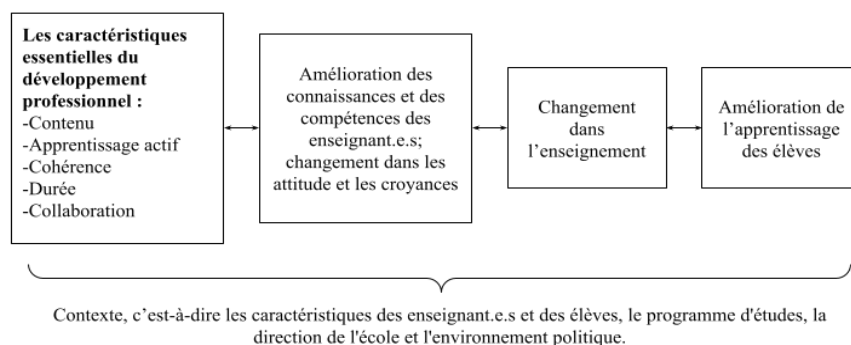 Les caractéristiques
essentielles du
développement
professionnel :
-Contenu
-Apprentissage actif
-Cohérence
-Durée
-Collaboration
Amélioration des
connaissances et des
compétences des
enseignant.e.s;
changement dans les
attitude et les croyances
Changement
dans
l’enseignement
Amélioration de
l’apprentissage
des élèves
Contexte, c’est-à-dire les caractéristiques des enseignant.e.s et des élèves, le programme d'études, la
direction de l'école et l'environnement politique.